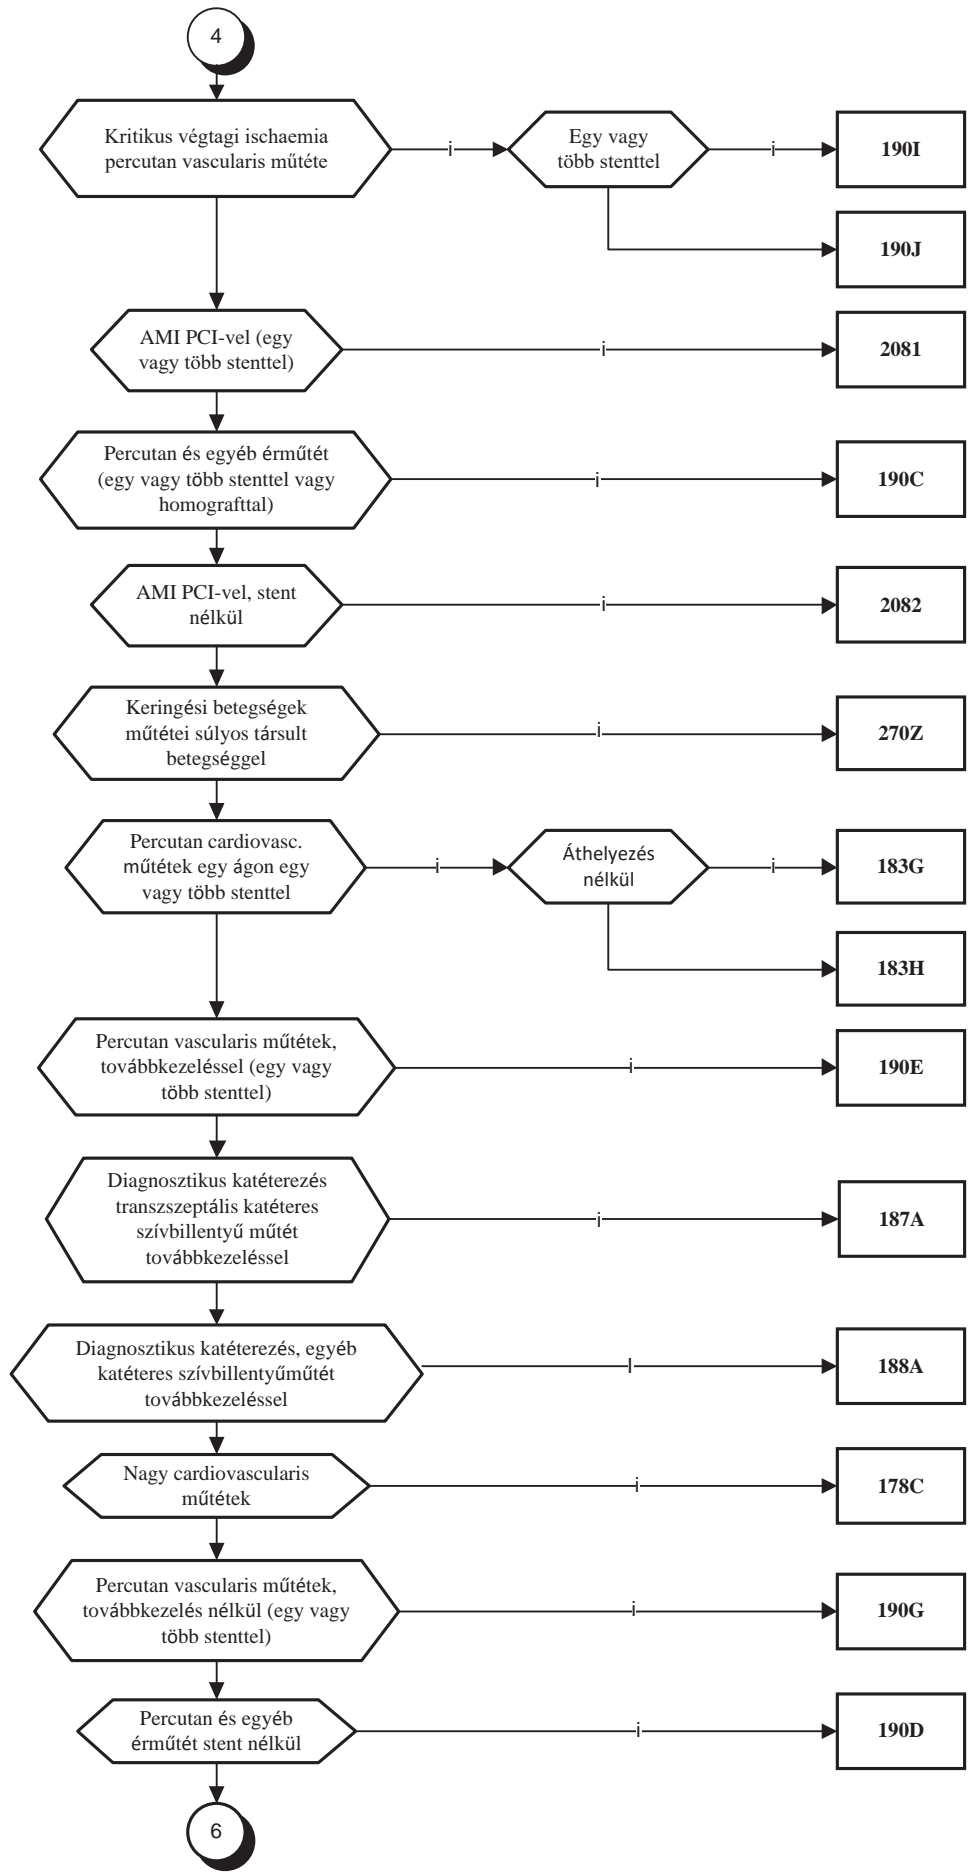 4
Kritikus végtagi ischaemia
percutan vascularis műtéte
i
Egy vagy
több stenttel
i
190I
190J
AMI PCI-vel (egy
vagy több stenttel)
i
2081
Percutan és egyéb érműtét
(egy vagy több stenttel vagy
homografttal)
i
190C
AMI PCI-vel, stent
nélkül
i
2082
Keringési betegségek
műtétei súlyos társult
betegséggel
i
270Z
Percutan cardiovasc.
műtétek egy ágon egy
vagy több stenttel
i
Áthelyezés
nélkül
i
183G
183H
Percutan vascularis műtétek,
továbbkezeléssel (egy vagy
több stenttel)
i
190E
Diagnosztikus katéterezés
transzszeptális katéteres
szívbillentyű műtét
továbbkezeléssel
i
187A
Diagnosztikus katéterezés, egyéb
katéteres szívbillentyűműtét
továbbkezeléssel
I
188A
Nagy cardiovascularis
műtétek
i
178C
Percutan vascularis műtétek,
továbbkezelés nélkül (egy vagy
több stenttel)
i
190G
Percutan és egyéb
érműtét stent nélkül
i
190D
6